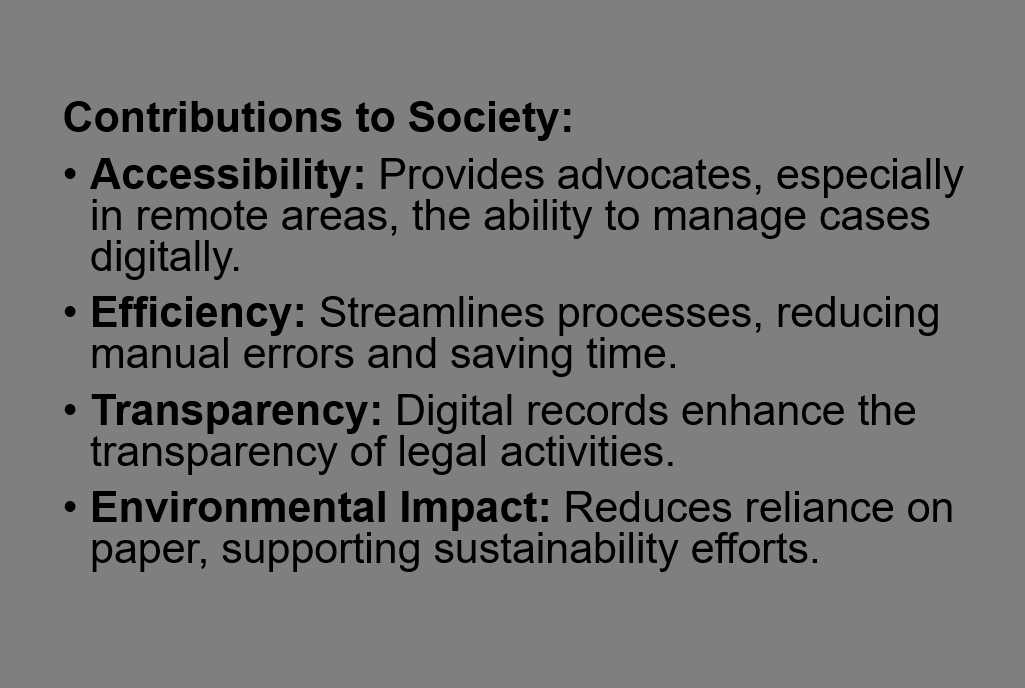 Contributions to Society:
• Accessibility: Provides advocates, especially
in remote areas, the ability to manage cases
digitally.
• Efficiency: Streamlines processes, reducing
manual errors and saving time.
• Transparency: Digital records enhance the
transparency of legal activities.
• Environmental Impact: Reduces reliance on
paper, supporting sustainability efforts.